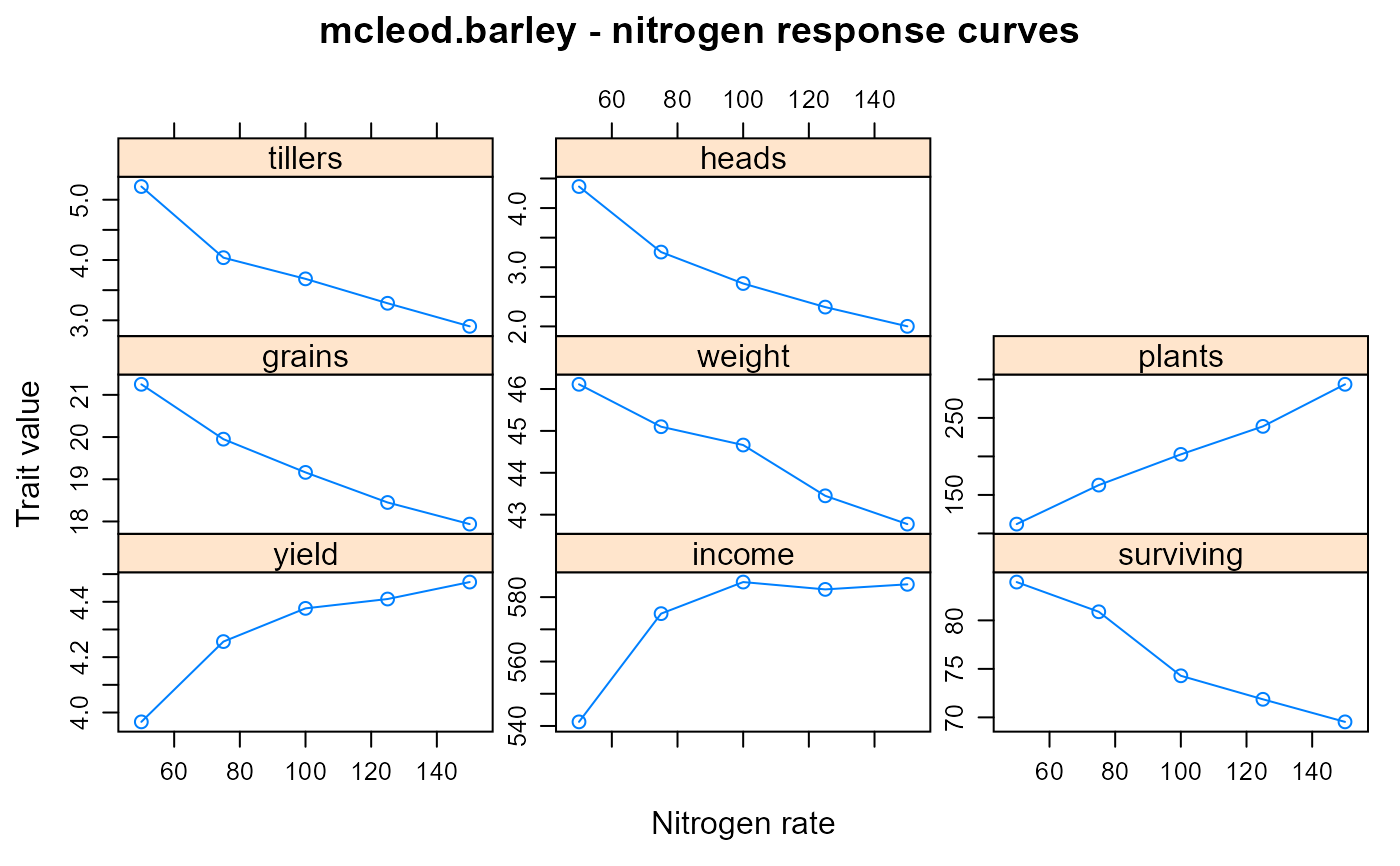 mcleod.barley - nitrogen response curves
60 80 100 120 140
tillers heads
5.0 4.0 3.0
4.0 3.0 2.0
grains weight plants
21 20 19 18
46 45 44 43
250 150
yield income surviving
4.4 4.2 4.0
580 560 540
80 75 70
60 80 100 120 140
60 80 100 120 140
Trait value
Nitrogen rate